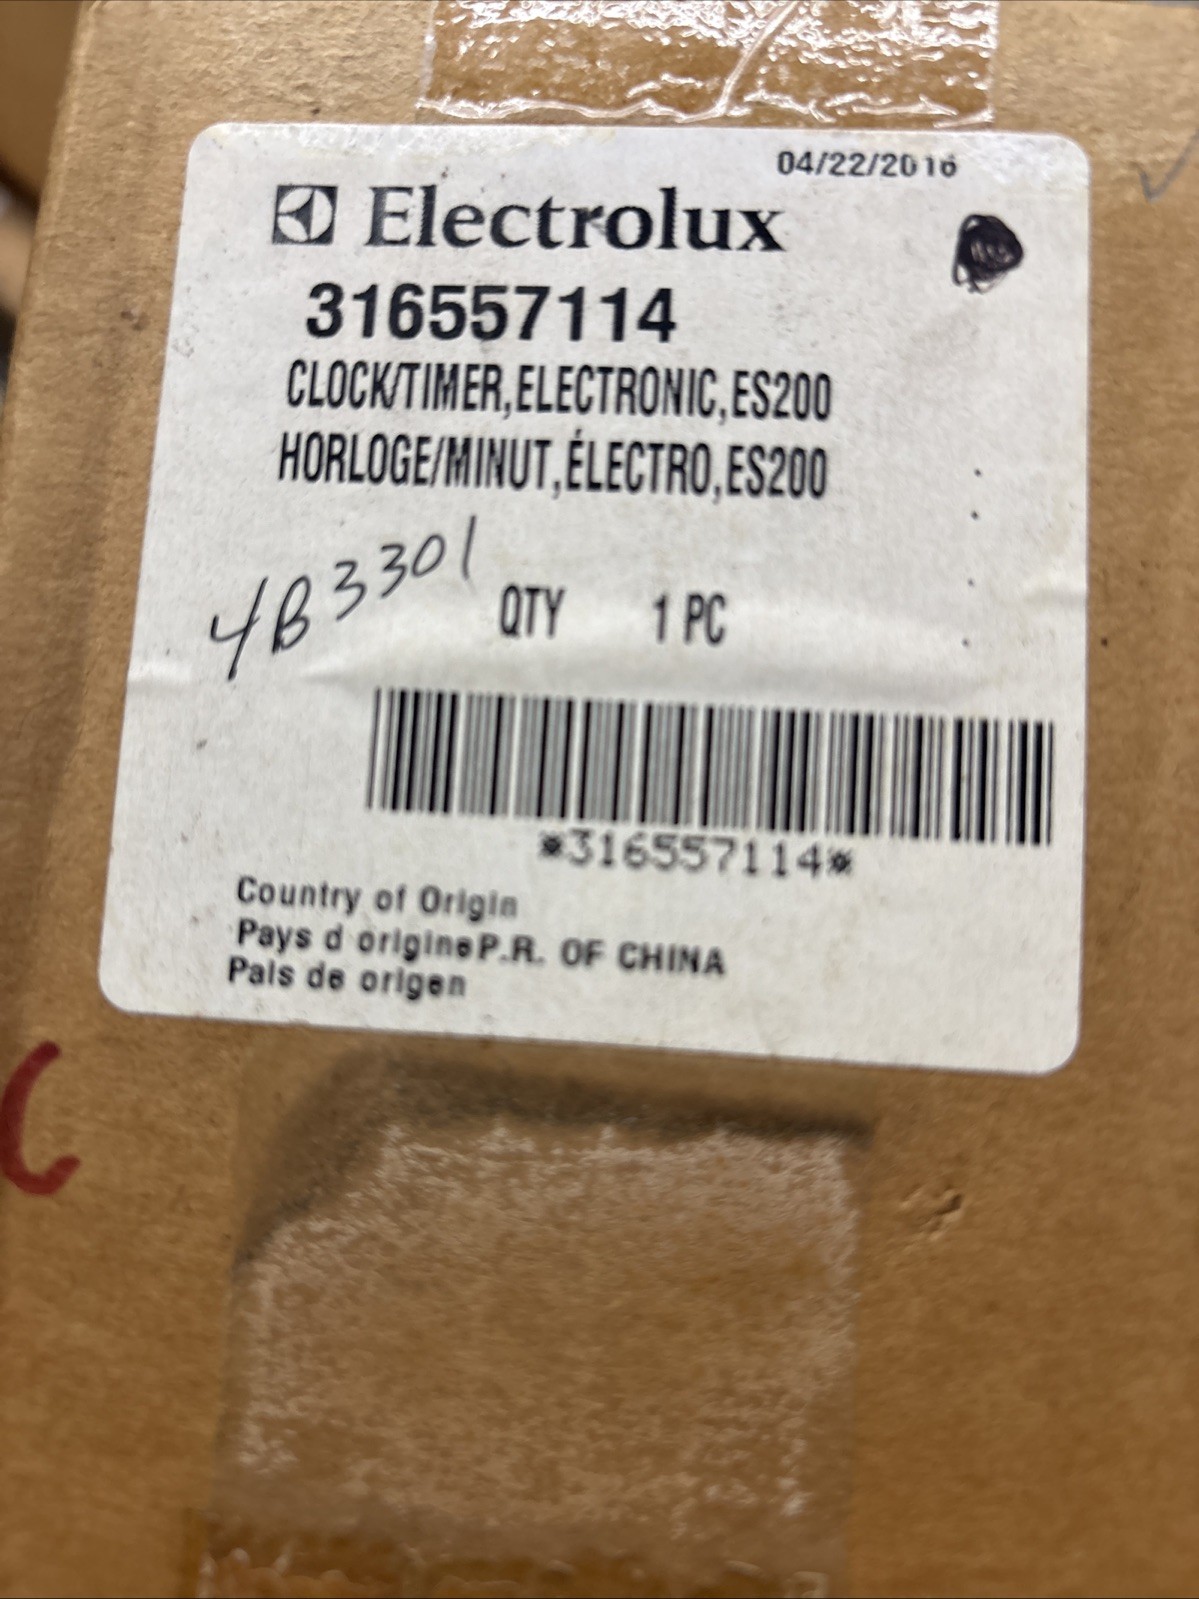 04/22/2016
Electrolux
316557114
CLOCK/TIMER,ELECTRONIC,ES200
HORLOGE/MINUT,ÉLECTRO,ES200
4B3301
QTY 1 PC
*316557114*
Country of Origin
Pays d origine P.R. OF CHINA
Pais de origen